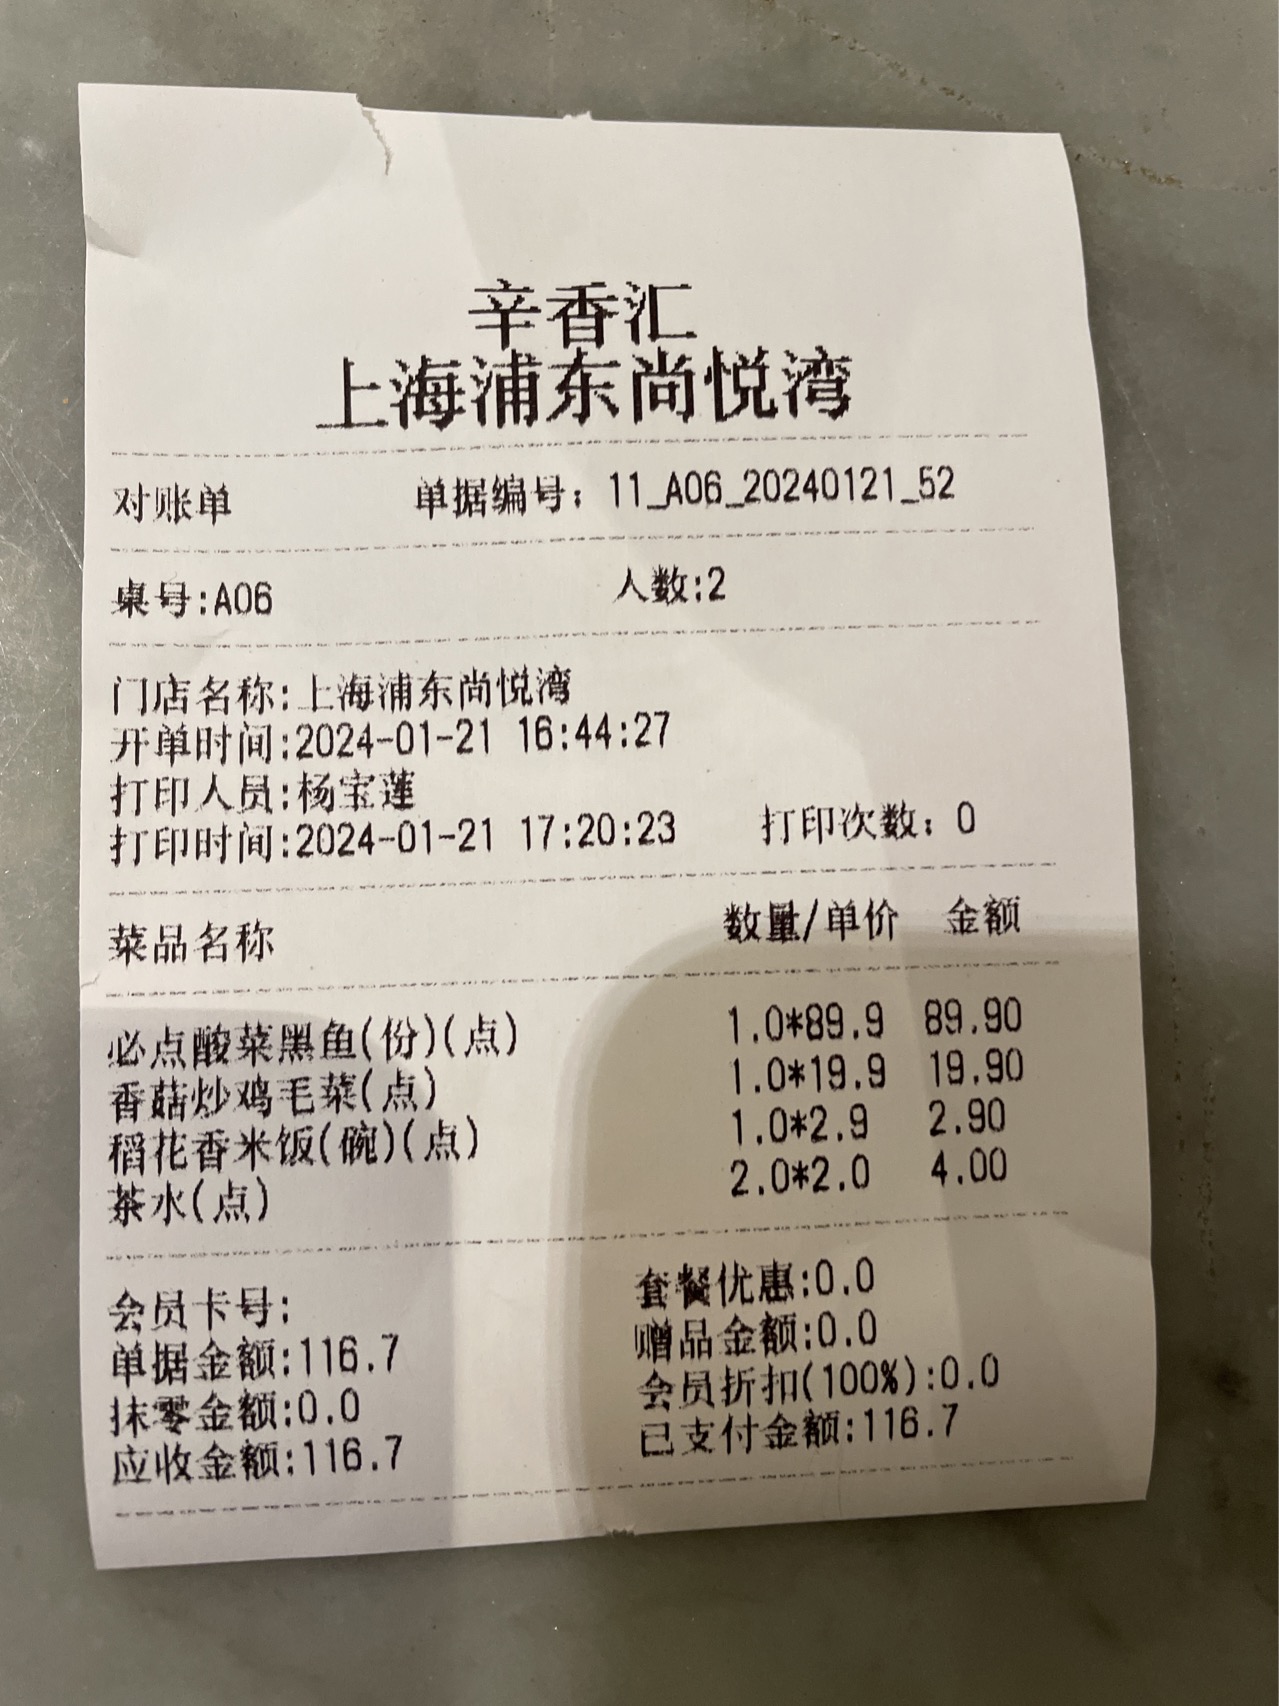 辛香汇
上海浦东尚悦湾
对账单 单据编号：11_A06_20240121_52
桌号:A06 人数:2
门店名称:上海浦东尚悦湾
开单时间:2024-01-21 16:44:27
打印人员:杨宝莲
打印时间:2024-01-21 17:20:23 打印次数：0
菜品名称 数量/单价 金额
必点酸菜黑鱼(份)(点) 1.0*89.9 89.90
香菇炒鸡毛菜(点) 1.0*19.9 19.90
稻花香米饭(碗)(点) 1.0*2.9 2.90
茶水(点) 2.0*2.0 4.00
会员卡号: 套餐优惠:0.0
单据金额:116.7 赠品金额:0.0
抹零金额:0.0 会员折扣(100%):0.0
应收金额:116.7 已支付金额:116.7